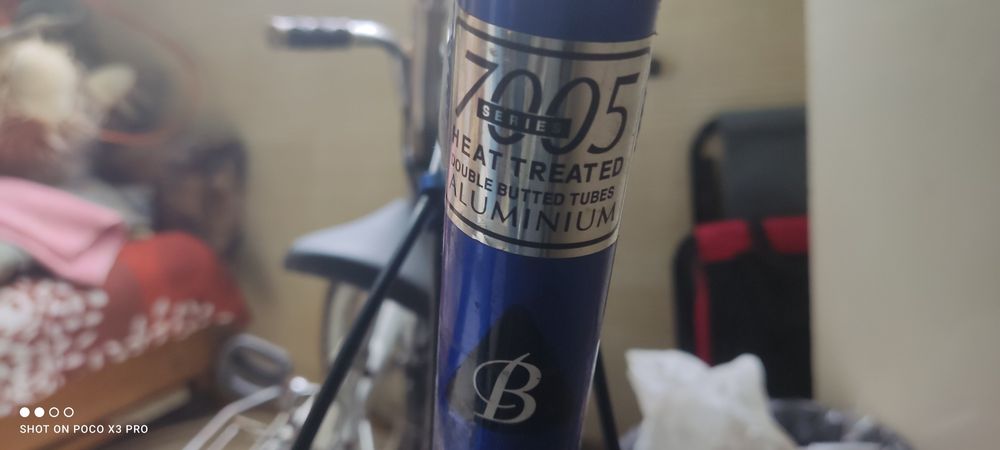 7005
SERIES
HEAT TREATED
DOUBLE BUTTED TUBES
ALUMINIUM
B
SHOT ON POCO X3 PRO